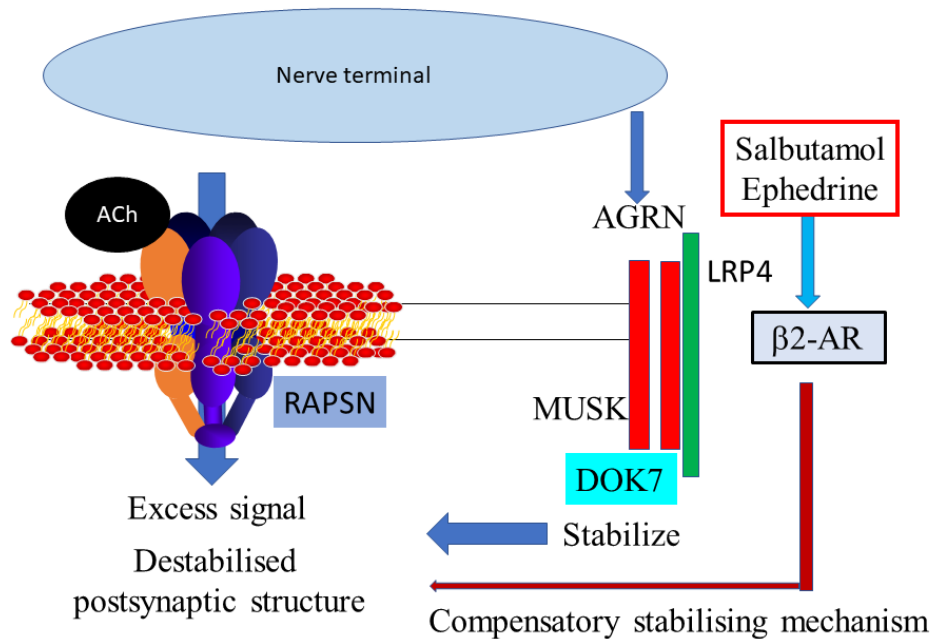 Nerve terminal
Salbutamol
Ephedrine
ACh
AGRN
LRP4
β2-AR
RAPSN
MUSK
DOK7
Excess signal
Stabilize
Destabilised
postsynaptic structure
Compensatory stabilising mechanism